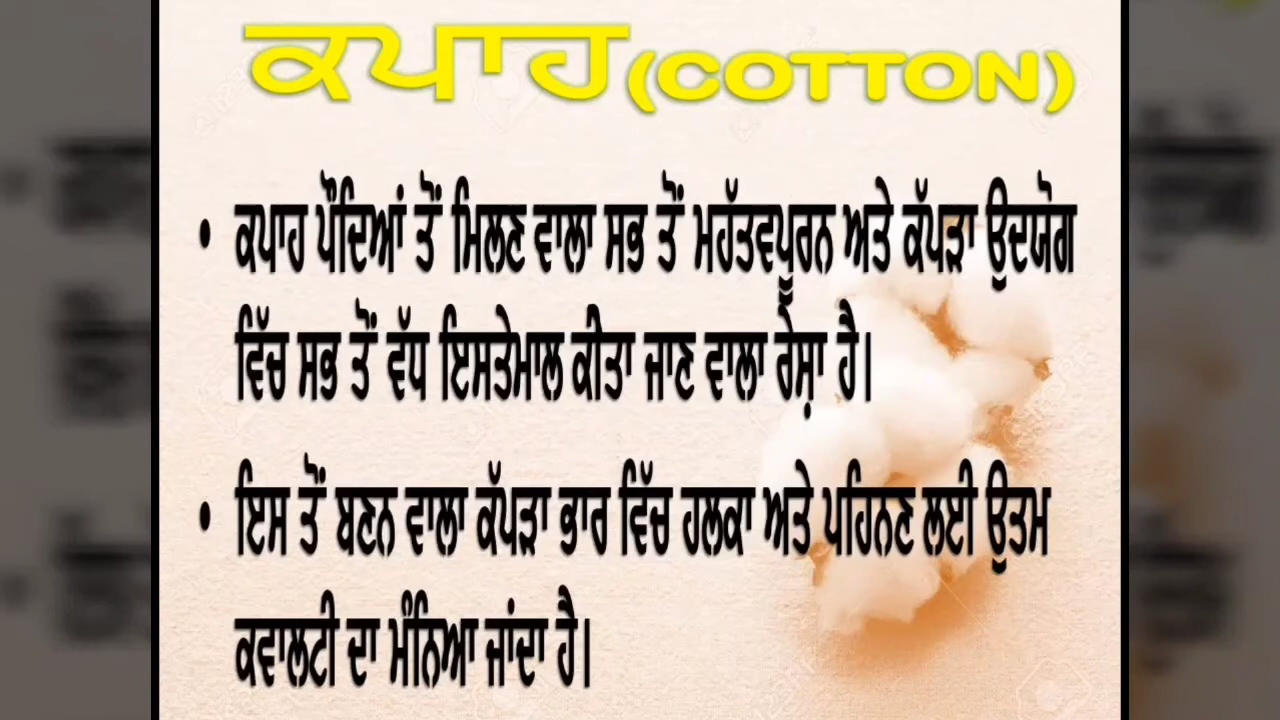 ਕਪਾਹ(COTTON)
• ਕਪਾਹ ਪੌਦਿਆਂ ਤੋਂ ਮਿਲਣ ਵਾਲਾ ਸਭ ਤੋਂ ਮਹੱਤਵਪੂਰਨ ਅਤੇ ਕੱਪੜਾ ਉਦਯੋਗ
ਵਿੱਚ ਸਭ ਤੋਂ ਵੱਧ ਇਸਤੇਮਾਲ ਕੀਤਾ ਜਾਣ ਵਾਲਾ ਰੇਸ਼ਾ ਹੈ।
• ਇਸ ਤੋਂ ਬਣਨ ਵਾਲਾ ਕੱਪੜਾ ਭਾਰ ਵਿੱਚ ਹਲਕਾ ਅਤੇ ਪਹਿਨਣ ਲਈ ਉਤਮ
ਕਵਾਲਟੀ ਦਾ ਮੰਨਿਆ ਜਾਂਦਾ ਹੈ।